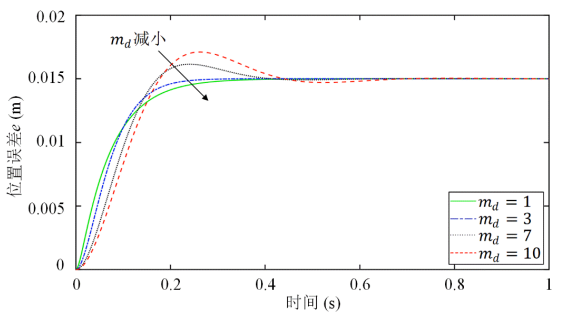 0.02
m_d减小
0.015
0.01
0.005
0
位置误差e (m)
m_d = 1
m_d = 3
m_d = 7
m_d = 10
0 0.2 0.4 0.6 0.8 1
时间 (s)